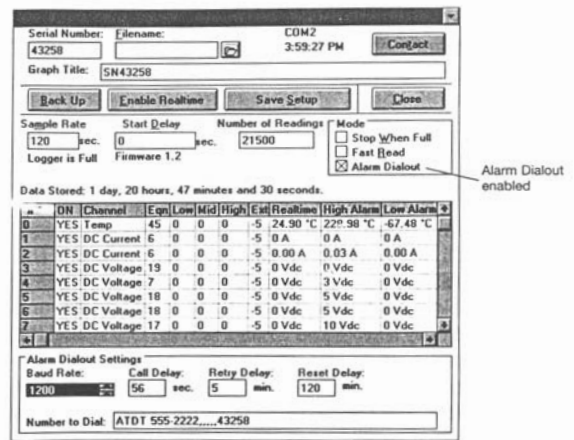 Serial Number: Filename: COM2
43258 3:59:27 PM Contact
Graph Title: SN43258
Back Up Enable Realtime Save Setup Close
Sample Rate Start Delay Number of Readings Mode
120 sec. 0 sec. 21500 Stop When Full
Logger is Full Firmware 1.2 Fast Read
Alarm Dialout
Alarm Dialout
enabled
Data Stored: 1 day, 20 hours, 47 minutes and 30 seconds.
ON Channel Eqn Low Mid High Ext Realtime High Alarm Low Alarm
0 YES Temp 45 0 0 0 -5 24.90 °C 229.98 °C -67.48 °C
1 YES DC Current 6 0 0 0 -5 0 A 0 A 0 A
2 YES DC Current 6 0 0 0 -5 0.00 A 0.03 A 0.00 A
3 YES DC Voltage 19 0 0 0 -5 0 Vdc 0 Vdc 0 Vdc
4 YES DC Voltage 7 0 0 0 -5 0 Vdc 3 Vdc 0 Vdc
5 YES DC Voltage 18 0 0 0 -5 0 Vdc 5 Vdc 0 Vdc
6 YES DC Voltage 18 0 0 0 -5 0 Vdc 5 Vdc 0 Vdc
7 YES DC Voltage 17 0 0 0 -5 0 Vdc 10 Vdc 0 Vdc
Alarm Dialout Settings
Baud Rate: Call Delay: Retry Delay: Reset Delay:
1200 56 sec. 5 min. 120 min.
Number to Dial: ATDT 555-2222,,,,,43258